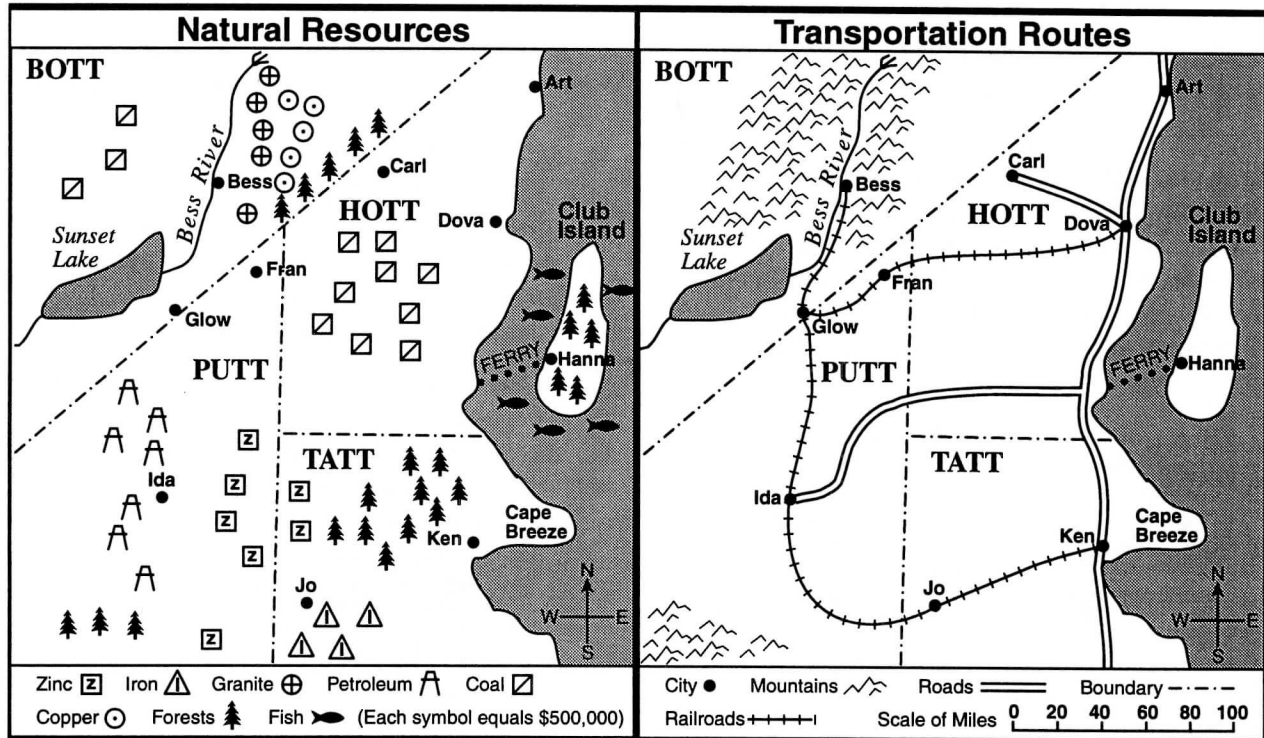 Natural Resources
BOTT
Art
Bess River
Carl
Bess
HOTT
Dova
Club
Island
Sunset
Lake
Fran
Glow
PUTT
FERRY
Hanna
TATT
Ida
Ken
Cape
Breeze
Jo
N
W E
S
Z
Z
Z
Z
Z
Z
Z
I
I
I
I
Zinc Z Iron I Granite Petroleum Coal
Copper Forests Fish (Each symbol equals $500,000)
Transportation Routes
BOTT
Art
Bess River
Carl
Bess
HOTT
Dova
Club
Island
Sunset
Lake
Fran
Glow
PUTT
FERRY
Hanna
TATT
Ida
Ken
Cape
Breeze
Jo
N
W E
S
City Mountains Roads Boundary
Railroads Scale of Miles 0 20 40 60 80 100